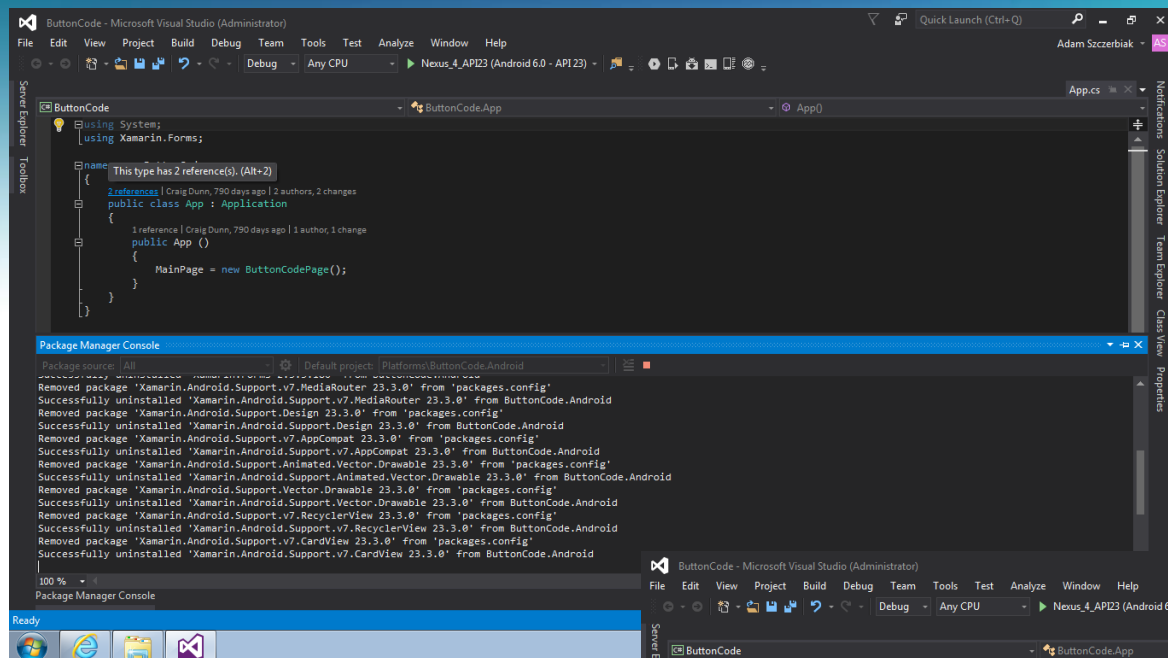 ButtonCode - Microsoft Visual Studio (Administrator)
Quick Launch (Ctrl+Q)
File Edit View Project Build Debug Team Tools Test Analyze Window Help
Adam Szczerbiak AS
Debug Any CPU Nexus_4_API23 (Android 6.0 - API 23)
Server Explorer
Toolbox
App.cs
ButtonCode ButtonCode.App App()
using System;
using Xamarin.Forms;
name
This type has 2 reference(s). (Alt+2)
{
2 references | Craig Dunn, 790 days ago | 2 authors, 2 changes
public class App : Application
{
1 reference | Craig Dunn, 790 days ago | 1 author, 1 change
public App ()
{
MainPage = new ButtonCodePage();
}
}
}
Notifications
Solution Explorer
Team Explorer
Class View
Properties
Package Manager Console
Package source: All Default project: Platforms\ButtonCode.Android
Removed package 'Xamarin.Android.Support.v7.MediaRouter 23.3.0' from 'packages.config'
Successfully uninstalled 'Xamarin.Android.Support.v7.MediaRouter 23.3.0' from ButtonCode.Android
Removed package 'Xamarin.Android.Support.Design 23.3.0' from 'packages.config'
Successfully uninstalled 'Xamarin.Android.Support.Design 23.3.0' from ButtonCode.Android
Removed package 'Xamarin.Android.Support.v7.AppCompat 23.3.0' from 'packages.config'
Successfully uninstalled 'Xamarin.Android.Support.v7.AppCompat 23.3.0' from ButtonCode.Android
Removed package 'Xamarin.Android.Support.Animated.Vector.Drawable 23.3.0' from 'packages.config'
Successfully uninstalled 'Xamarin.Android.Support.Animated.Vector.Drawable 23.3.0' from ButtonCode.Android
Removed package 'Xamarin.Android.Support.Vector.Drawable 23.3.0' from 'packages.config'
Successfully uninstalled 'Xamarin.Android.Support.Vector.Drawable 23.3.0' from ButtonCode.Android
Removed package 'Xamarin.Android.Support.v7.RecyclerView 23.3.0' from 'packages.config'
Successfully uninstalled 'Xamarin.Android.Support.v7.RecyclerView 23.3.0' from ButtonCode.Android
Removed package 'Xamarin.Android.Support.v7.CardView 23.3.0' from 'packages.config'
Successfully uninstalled 'Xamarin.Android.Support.v7.CardView 23.3.0' from ButtonCode.Android
100 %
Package Manager Console
Ready
ButtonCode - Microsoft Visual Studio (Administrator)
File Edit View Project Build Debug Team Tools Test Analyze Window Help
Debug Any CPU Nexus_4_API23 (Android 6
Server E
ButtonCode ButtonCode.App